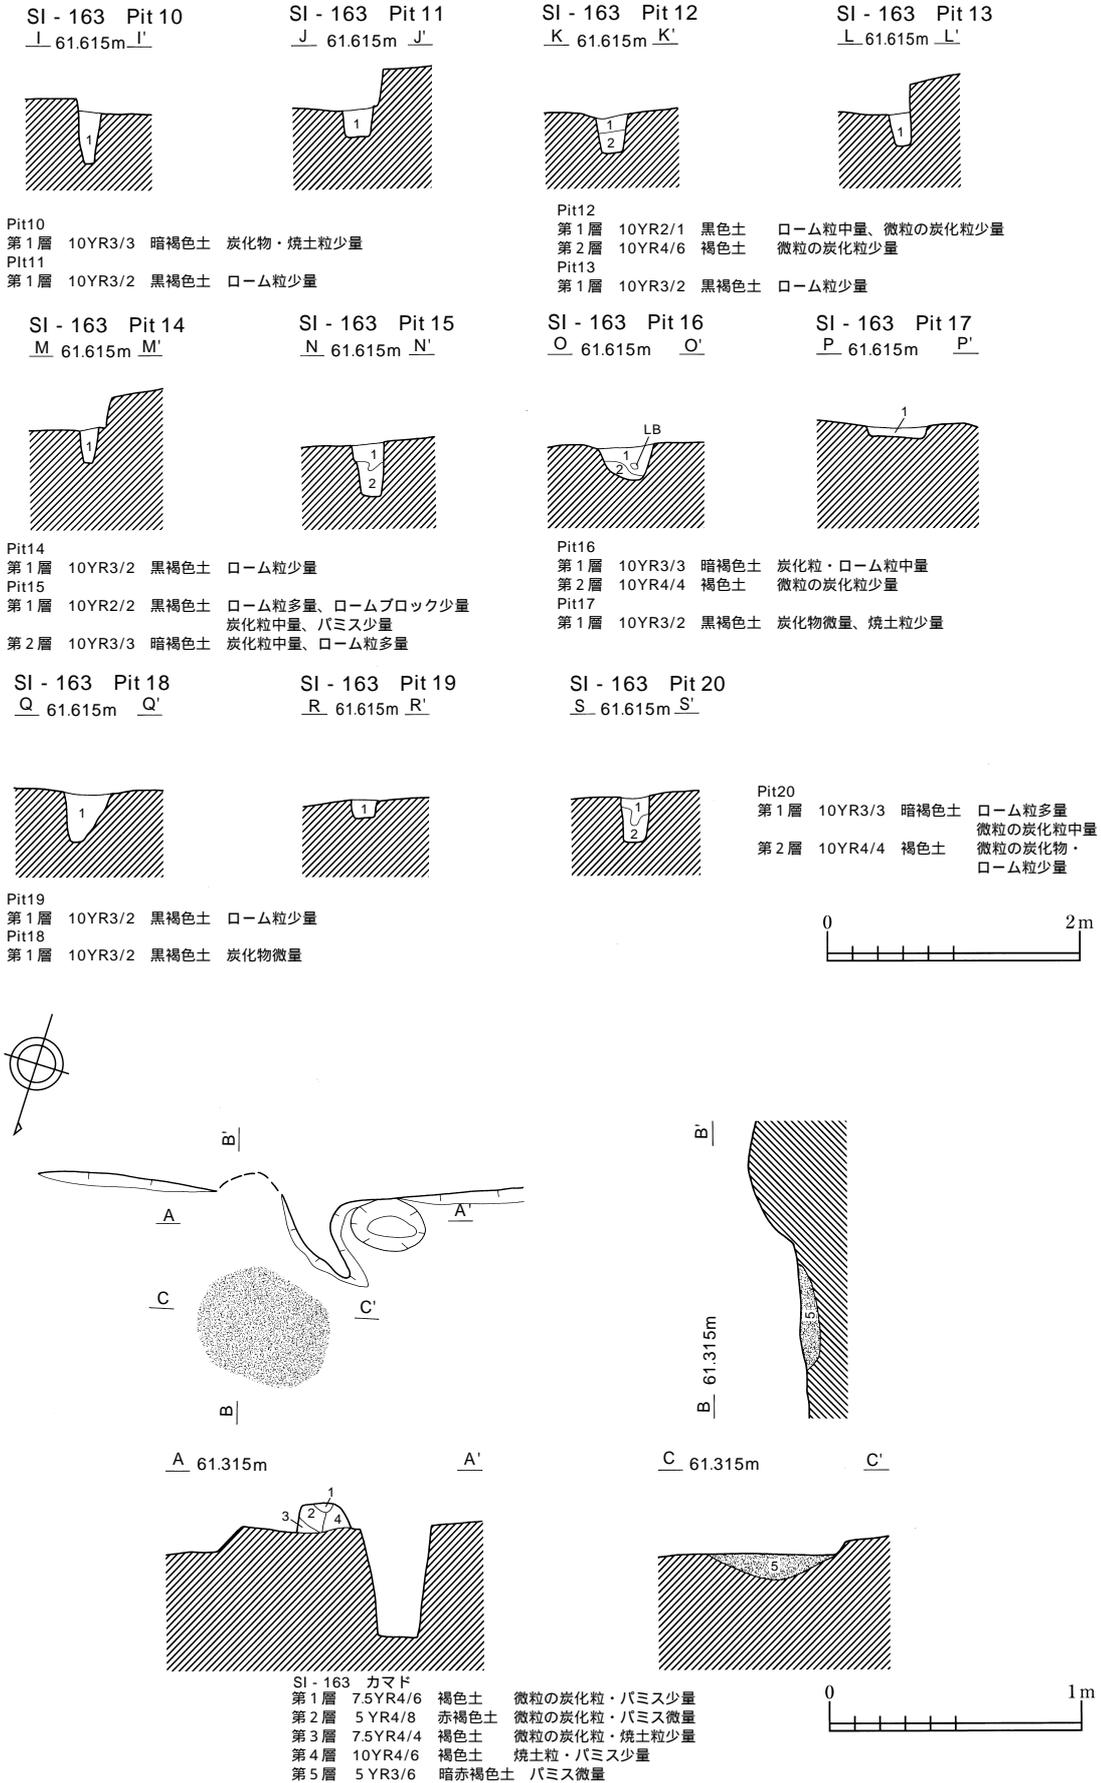 SI - 163 Pit 10
I 61.615m I'
SI - 163 Pit 11
J 61.615m J'
SI - 163 Pit 12
K 61.615m K'
SI - 163 Pit 13
L 61.615m L'
1
1
1
2
1
Pit10
第1層 10YR3/3 暗褐色土 炭化物・焼土粒少量
PIt11
第1層 10YR3/2 黒褐色土 ローム粒少量
Pit12
第1層 10YR2/1 黒色土 ローム粒中量、微粒の炭化粒少量
第2層 10YR4/6 褐色土 微粒の炭化粒少量
Pit13
第1層 10YR3/2 黒褐色土 ローム粒少量
SI - 163 Pit 14
M 61.615m M'
SI - 163 Pit 15
N 61.615m N'
SI - 163 Pit 16
O 61.615m O'
SI - 163 Pit 17
P 61.615m P'
1
1
2
LB
1
2
1
Pit14
第1層 10YR3/2 黒褐色土 ローム粒少量
Pit15
第1層 10YR2/2 黒褐色土 ローム粒多量、ロームブロック少量
炭化粒中量、パミス少量
第2層 10YR3/3 暗褐色土 炭化粒中量、ローム粒多量
Pit16
第1層 10YR3/3 暗褐色土 炭化粒・ローム粒中量
第2層 10YR4/4 褐色土 微粒の炭化粒少量
Pit17
第1層 10YR3/2 黒褐色土 炭化物微量、焼土粒少量
SI - 163 Pit 18
Q 61.615m Q'
SI - 163 Pit 19
R 61.615m R'
SI - 163 Pit 20
S 61.615m S'
1
1
1
2
Pit20
第1層 10YR3/3 暗褐色土 ローム粒多量
微粒の炭化粒中量
第2層 10YR4/4 褐色土 微粒の炭化物・
ローム粒少量
Pit19
第1層 10YR3/2 黒褐色土 ローム粒少量
Pit18
第1層 10YR3/2 黒褐色土 炭化物微量
0 2m
B'
A A'
C C'
B
B'
5
B 61.315m
A 61.315m A'
1
2
3
4
C 61.315m C'
5
SI - 163 カマド
第1層 7.5YR4/6 褐色土 微粒の炭化粒・パミス少量
第2層 5 YR4/8 赤褐色土 微粒の炭化粒・パミス微量
第3層 7.5YR4/4 褐色土 微粒の炭化粒・焼土粒少量
第4層 10YR4/6 褐色土 焼土粒・パミス少量
第5層 5 YR3/6 暗赤褐色土 パミス微量
0 1m